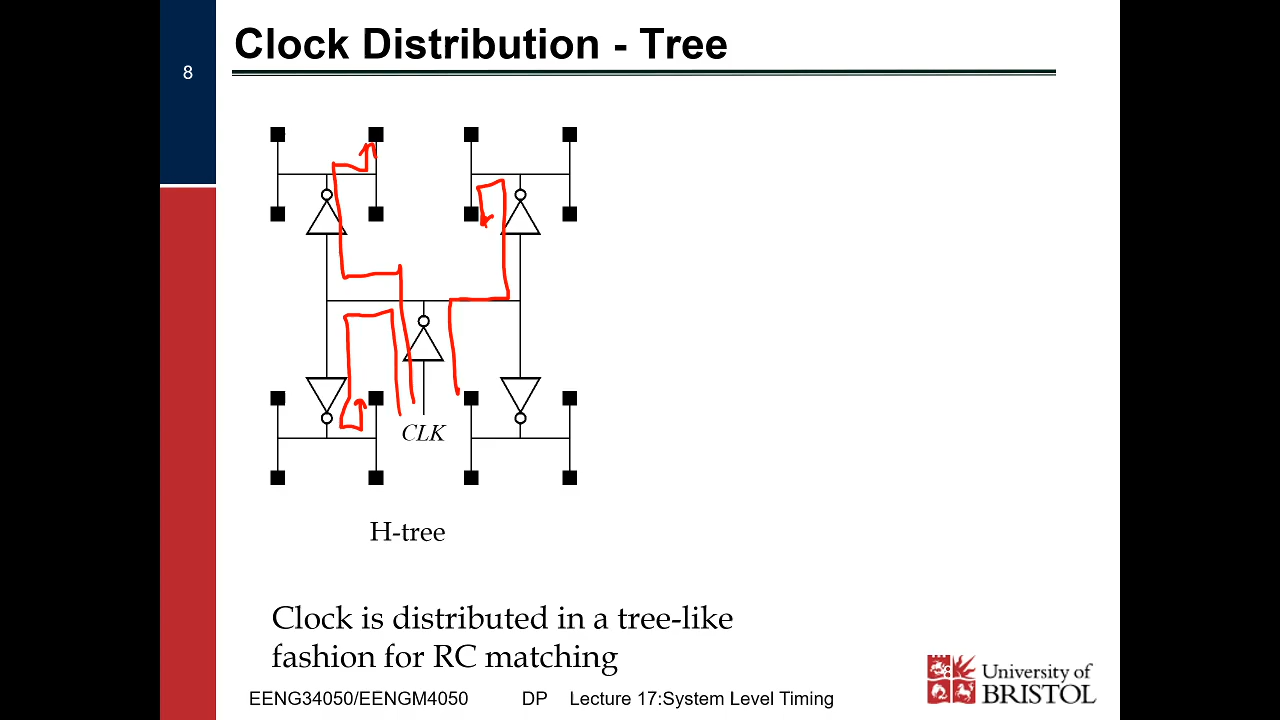 Clock Distribution - Tree
8
CLK
H-tree
Clock is distributed in a tree-like
fashion for RC matching
EENG34050/EENGM4050 DP Lecture 17:System Level Timing
University of
BRISTOL